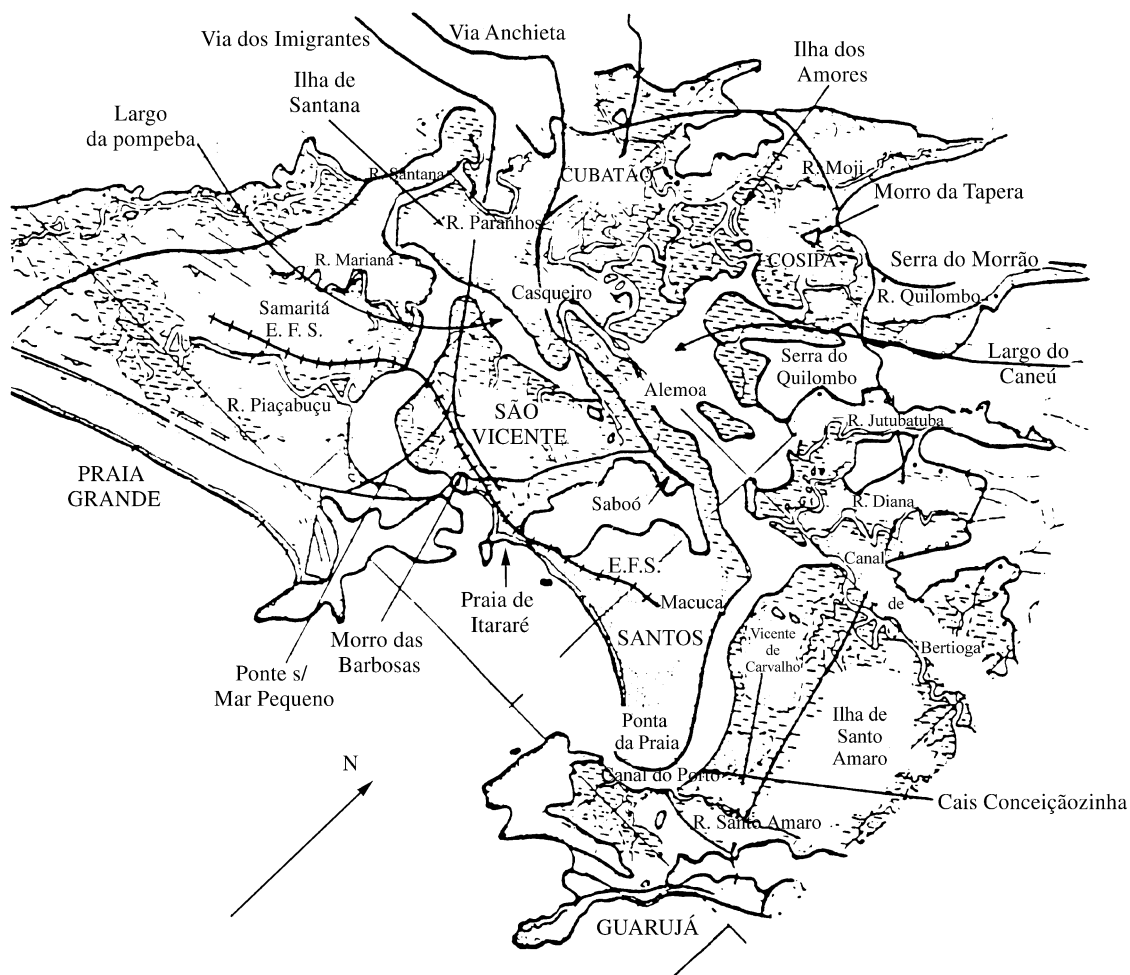 Via dos Imigrantes
Via Anchieta
Ilha dos
Amores
Ilha de
Santana
Largo
da pompeba
R. Santana
CUBATÃO
R. Moji
Morro da Tapera
R. Paranhos
R. Mariana
COSIPA
Serra do Morrão
Casqueiro
R. Quilombo
Samaritá
E. F. S.
Serra do
Quilombo
Largo do
Caneú
Alemoa
R. Piaçabuçu
SÃO
VICENTE
R. Jutubatuba
PRAIA
GRANDE
Saboó
R. Diana
E.F.S.
Canal
de
Bertioga
Praia de
Itararé
Macuca
SANTOS
Vicente
de
Carvalho
Morro das
Barbosas
Ponte s/
Mar Pequeno
Ponta
da Praia
Ilha de
Santo
Amaro
N
Canal do Porto
Cais Conceiçãozinha
R. Santo Amaro
GUARUJÁ